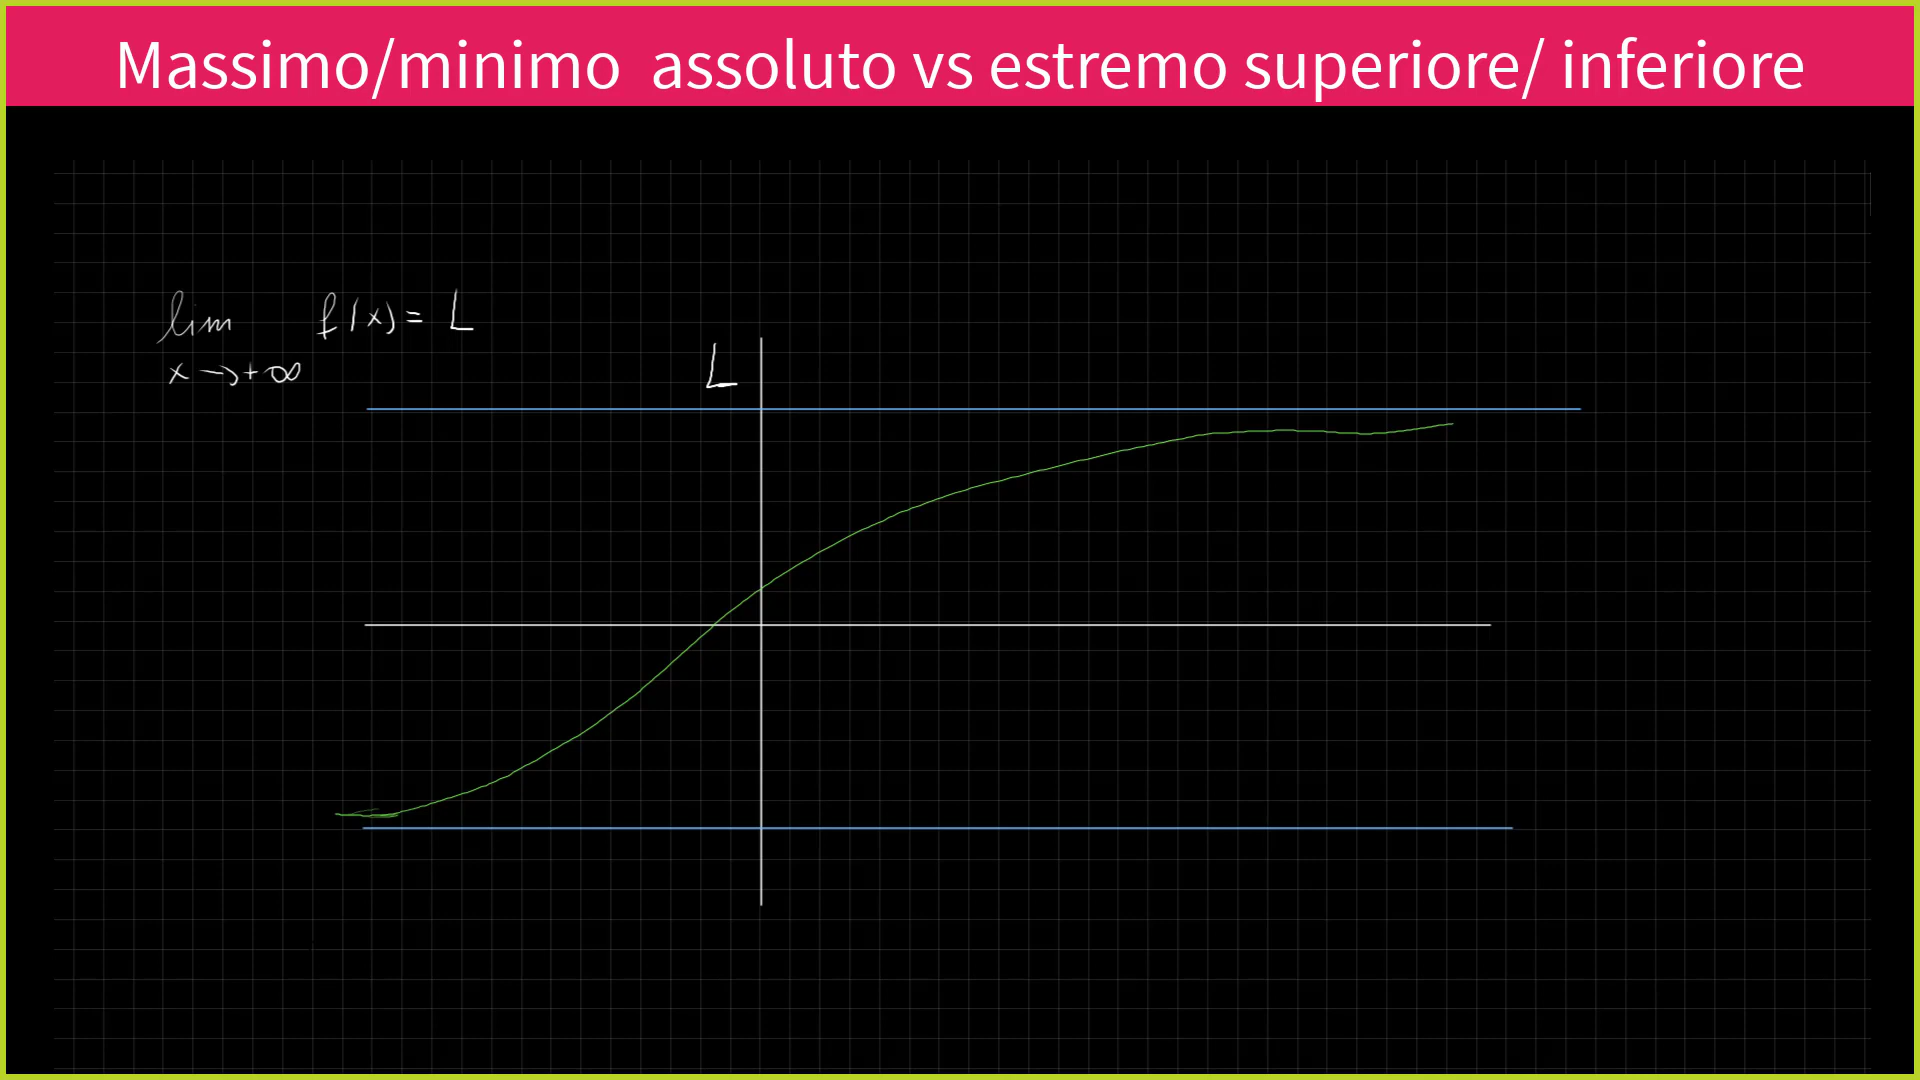 Massimo/minimo assoluto vs estremo superiore/ inferiore
lim f(x) = L
x → + ∞
L